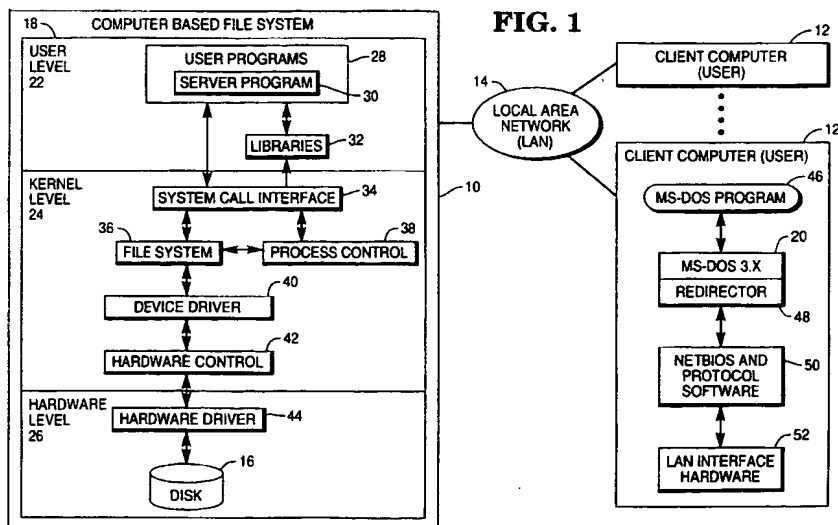 FIG. 1
18
COMPUTER BASED FILE SYSTEM
USER
LEVEL
22
USER PROGRAMS
28
SERVER PROGRAM
30
LIBRARIES
32
KERNEL
LEVEL
24
SYSTEM CALL INTERFACE
34
36
FILE SYSTEM
38
PROCESS CONTROL
40
DEVICE DRIVER
42
HARDWARE CONTROL
HARDWARE
LEVEL
26
HARDWARE DRIVER
44
16
DISK
10
14
LOCAL AREA
NETWORK
(LAN)
12
CLIENT COMPUTER
(USER)
12
CLIENT COMPUTER (USER)
46
MS-DOS PROGRAM
20
MS-DOS 3.X
REDIRECTOR
48
NETBIOS AND
PROTOCOL
SOFTWARE
50
52
LAN INTERFACE
HARDWARE